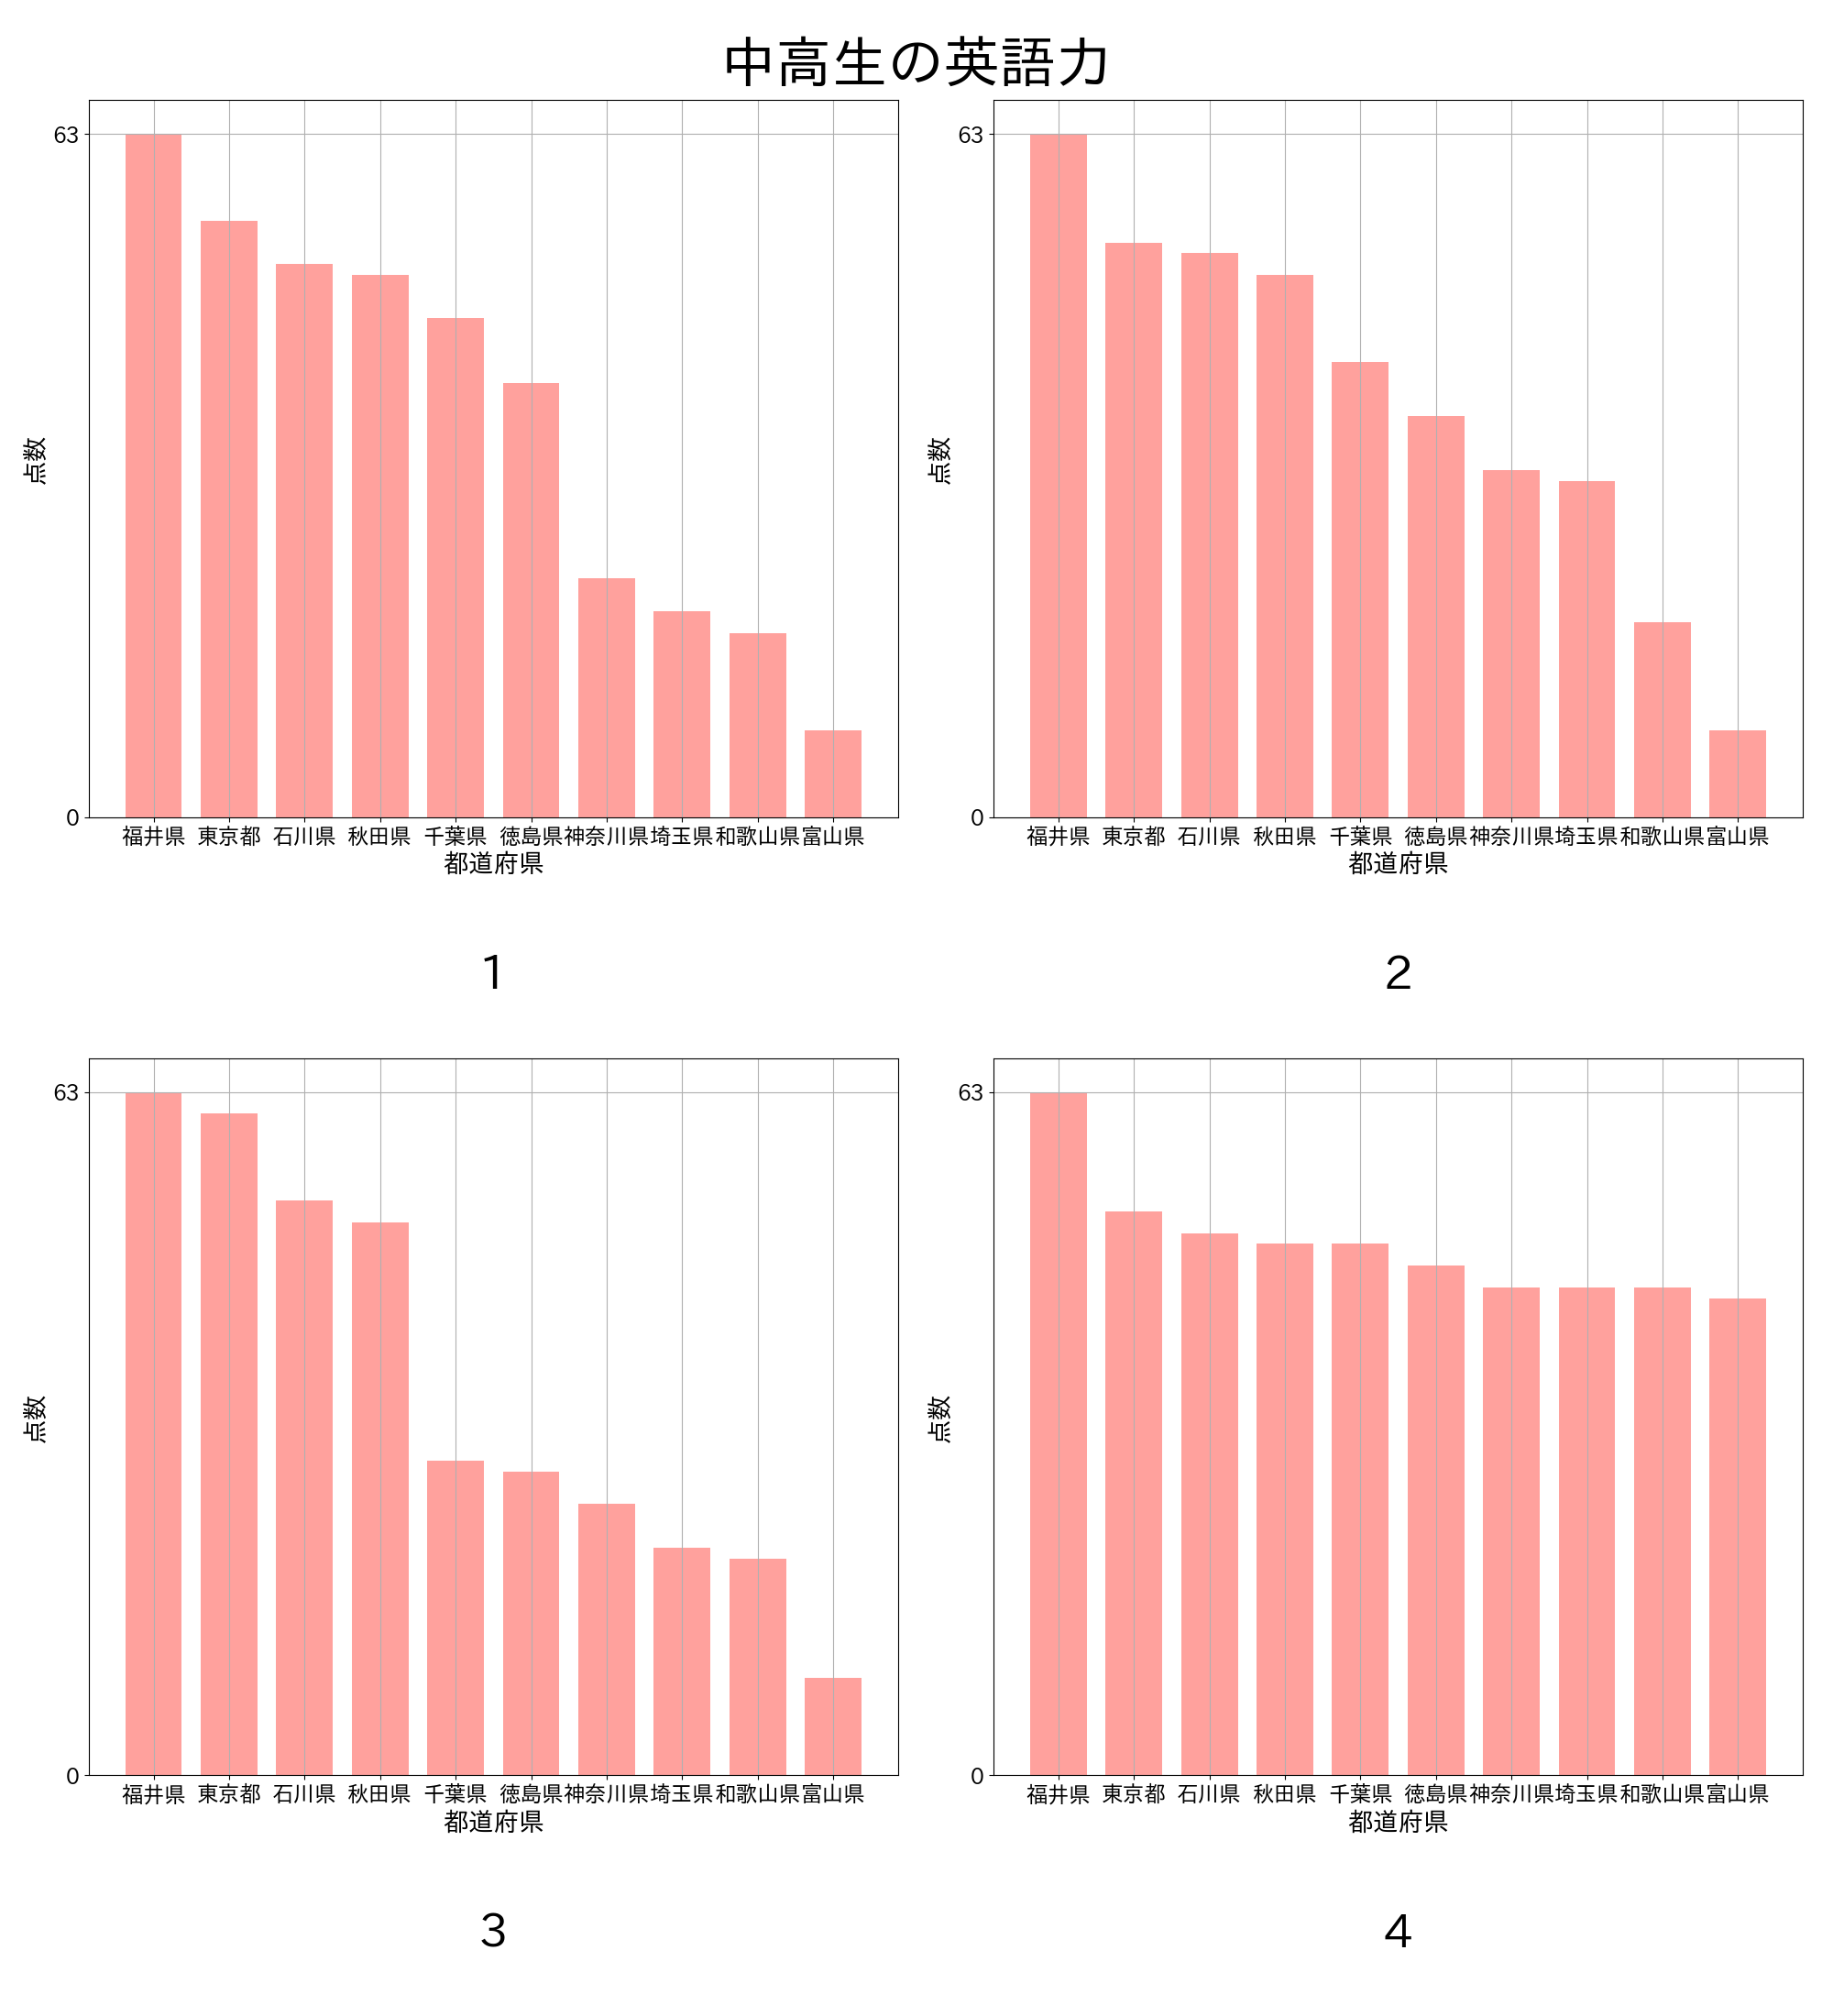 中高生の英語力
63
0
点数
福井県 東京都 石川県 秋田県 千葉県 徳島県 神奈川県 埼玉県 和歌山県 富山県
都道府県
1
63
0
点数
福井県 東京都 石川県 秋田県 千葉県 徳島県 神奈川県 埼玉県 和歌山県 富山県
都道府県
2
63
0
点数
福井県 東京都 石川県 秋田県 千葉県 徳島県 神奈川県 埼玉県 和歌山県 富山県
都道府県
3
63
0
点数
福井県 東京都 石川県 秋田県 千葉県 徳島県 神奈川県 埼玉県 和歌山県 富山県
都道府県
4